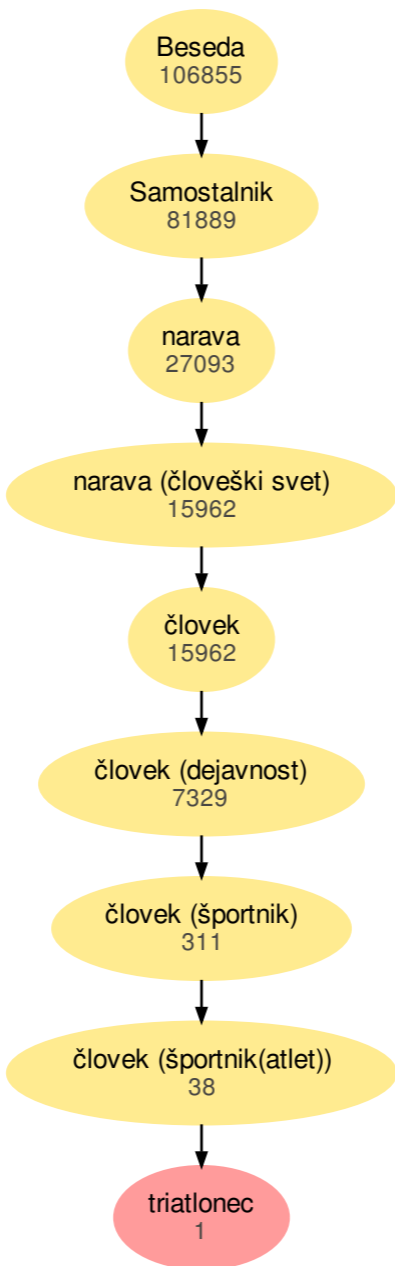 Beseda
106855
Samostalnik
81889
narava
27093
narava (človeški svet)
15962
človek
15962
človek (dejavnost)
7329
človek (športnik)
311
človek (športnik(atlet))
38
triatlonec
1